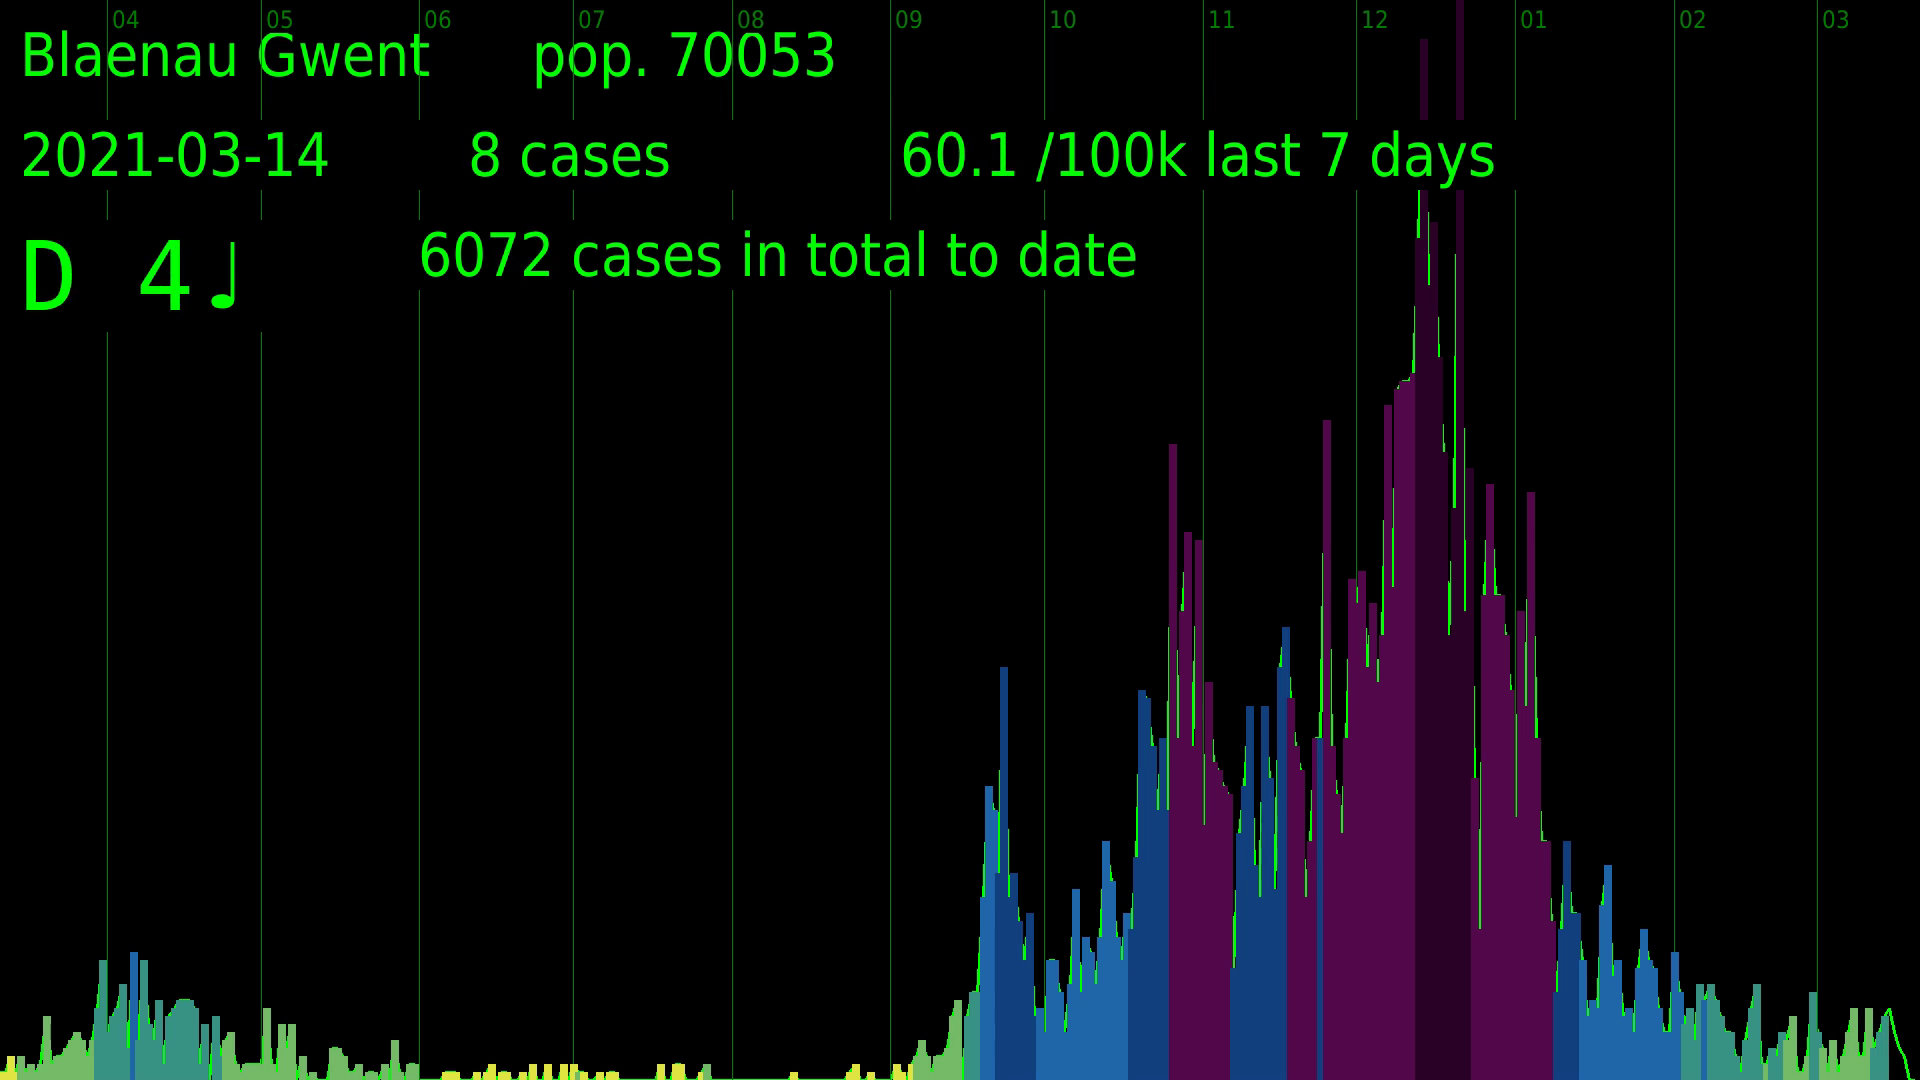 04 05 06 07 08 09 10 11 12 01 02 03
Blaenau Gwent pop. 70053
2021-03-14 8 cases 60.1 /100k last 7 days
D 4♩ 6072 cases in total to date